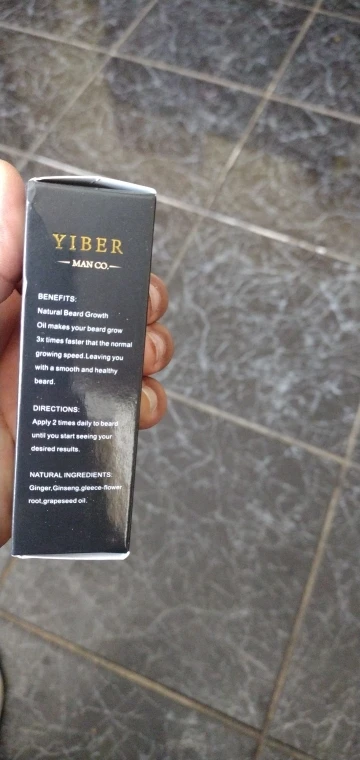 YIBER
MAN CO.
BENEFITS:
Natural Beard Growth
Oil makes your beard grow
3x times faster that the normal
growing speed.Leaving you
with a smooth and healthy
beard.
DIRECTIONS:
Apply 2 times daily to beard
until you start seeing your
desired results.
NATURAL INGREDIENTS:
Ginger,Ginseng,gleece-flower
root,grapeseed oil.